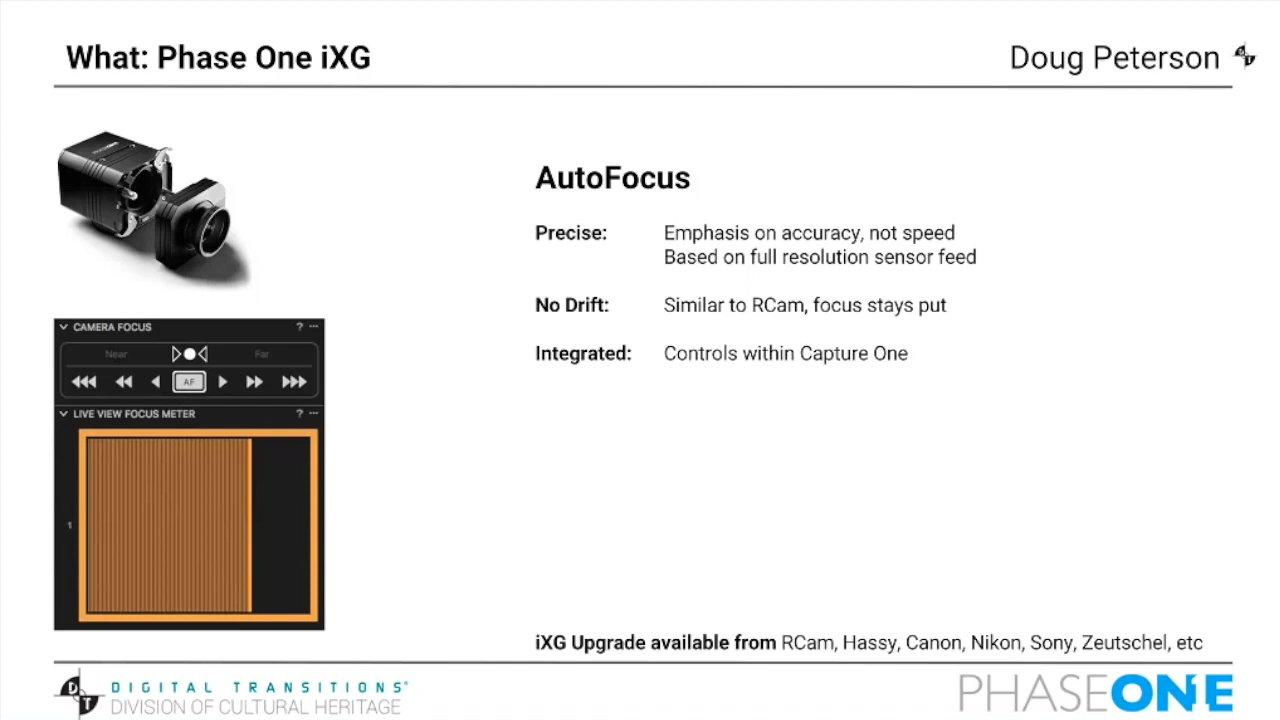 What: Phase One iXG
Doug Peterson
AutoFocus
Precise: Emphasis on accuracy, not speed
Based on full resolution sensor feed
No Drift: Similar to RCam, focus stays put
Integrated: Controls within Capture One
CAMERA FOCUS ? ...
Near Far
AF
LIVE VIEW FOCUS METER ? ...
1
iXG Upgrade available from RCam, Hassy, Canon, Nikon, Sony, Zeutschel, etc
DT DIGITAL TRANSITIONS
DIVISION OF CULTURAL HERITAGE
PHASEONE